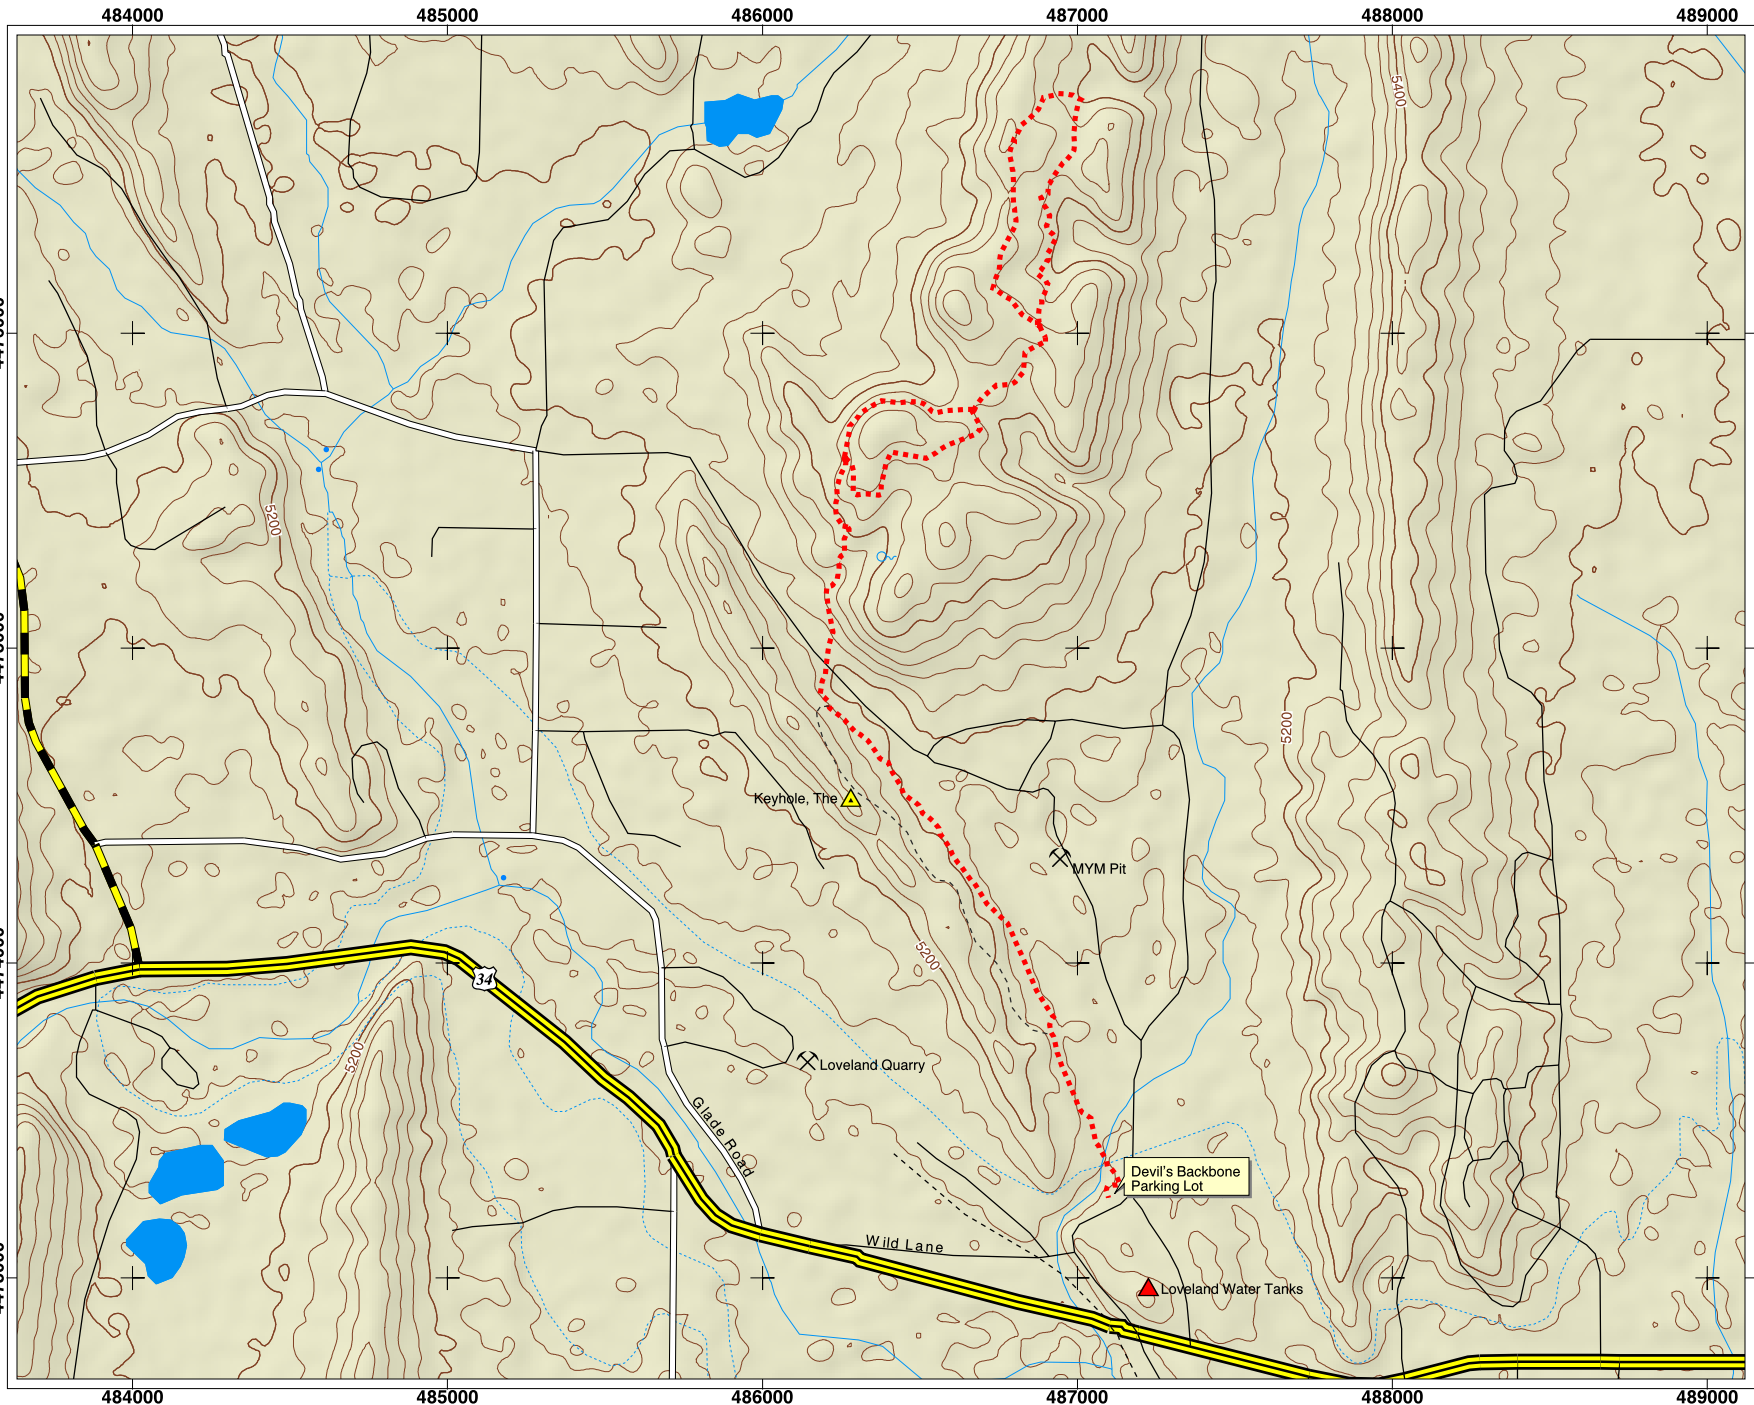 484000
485000
486000
487000
488000
489000
5400
5200
5200
Keyhole, The
MYM Pit
5200
34
5200
Loveland Quarry
Glade Road
Devil's Backbone
Parking Lot
Wild Lane
Loveland Water Tanks
484000
485000
486000
487000
488000
489000